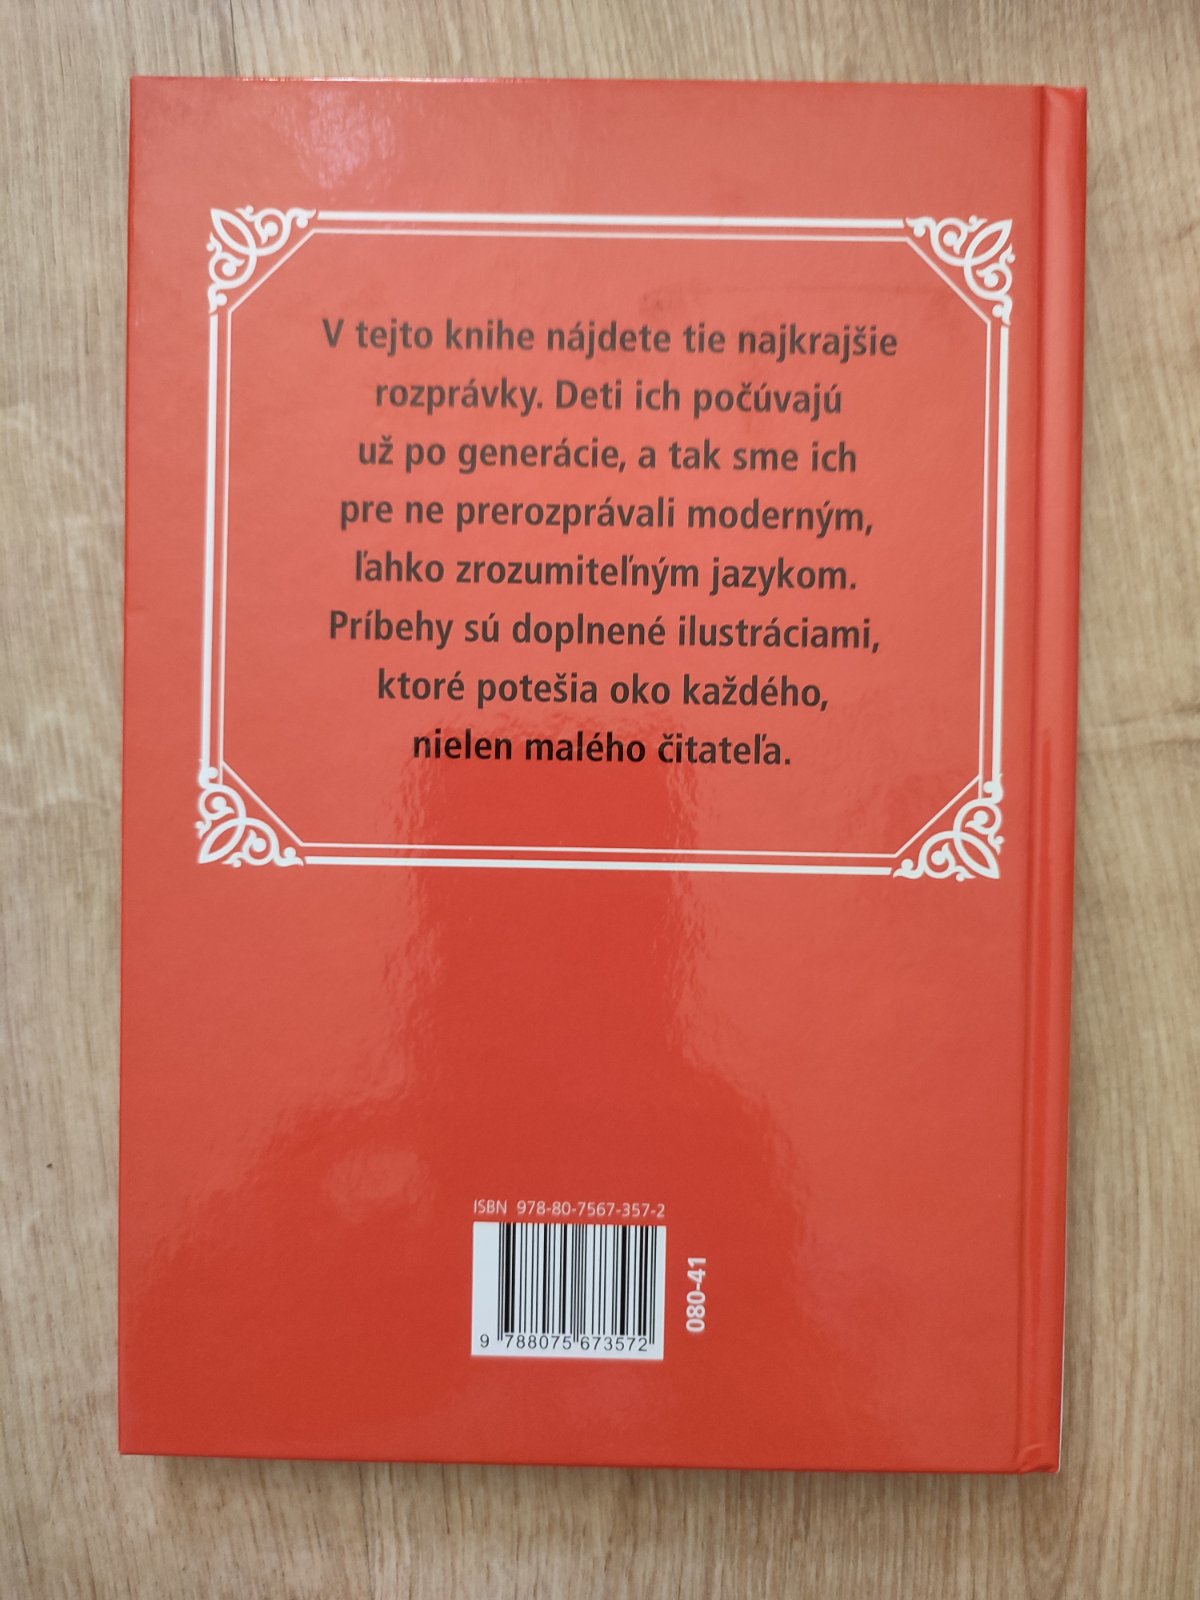 V tejto knihe nájdete tie najkrajšie
rozprávky. Deti ich počúvajú
už po generácie, a tak sme ich
pre ne prerozprávali moderným,
ľahko zrozumiteľným jazykom.
Príbehy sú doplnené ilustráciami,
ktoré potešia oko každého,
nielen malého čitateľa.
ISBN 978-80-7567-357-2
9 788075 673572
080-41